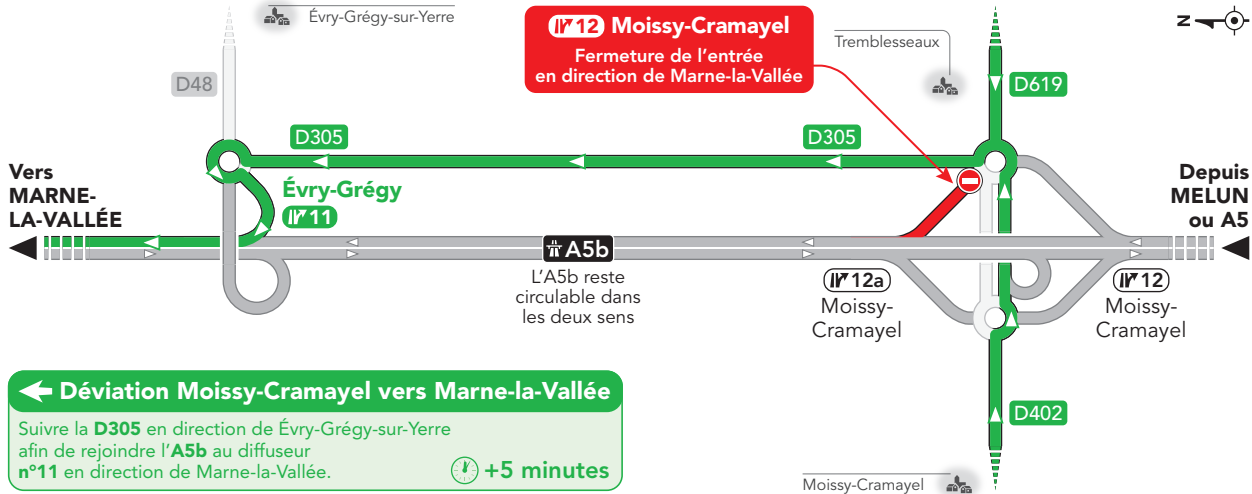 Évry-Grégy-sur-Yerre
12 Moissy-Cramayel
Fermeture de l'entrée
en direction de Marne-la-Vallée
Tremblesseaux
N
D48
D619
D305
D305
Vers
MARNE-
LA-VALLÉE
Évry-Grégy
11
Depuis
MELUN
ou A5
A5b
L'A5b reste
circulable dans
les deux sens
12a
Moissy-
Cramayel
12
Moissy-
Cramayel
Déviation Moissy-Cramayel vers Marne-la-Vallée
Suivre la D305 en direction de Évry-Grégy-sur-Yerre
afin de rejoindre l'A5b au diffuseur
n°11 en direction de Marne-la-Vallée.
+5 minutes
D402
Moissy-Cramayel